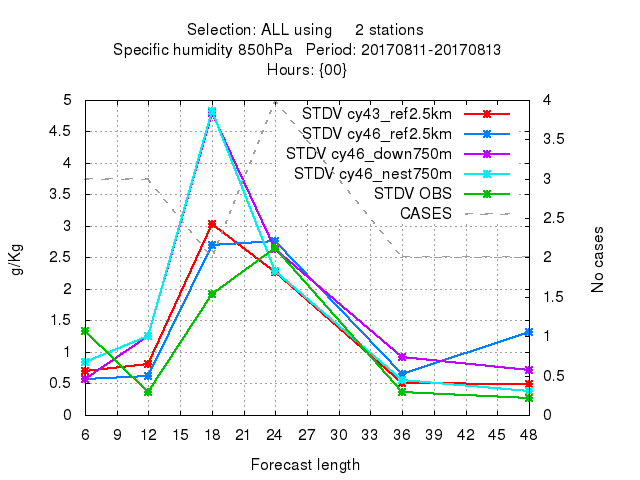 Selection: ALL using 2 stations
Specific humidity 850hPa Period: 20170811-20170813
Hours: {00}
STDV cy43_ref2.5km
STDV cy46_ref2.5km
STDV cy46_down750m
STDV cy46_nest750m
STDV OBS
CASES
g/Kg
5
4.5
4
3.5
3
2.5
2
1.5
1
0.5
0
4
3.5
3
2.5
2
1.5
1
0.5
0
No cases
6 9 12 15 18 21 24 27 30 33 36 39 42 45 48
Forecast length